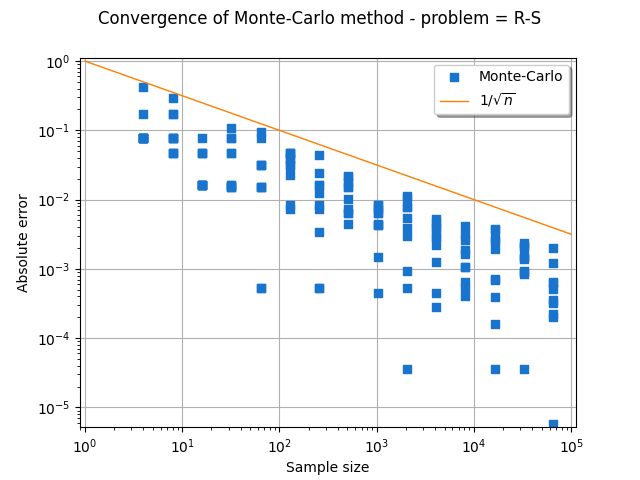 Convergence of Monte-Carlo method - problem = R-S
Monte-Carlo
1/√n
10⁰
10⁻¹
10⁻²
10⁻³
10⁻⁴
10⁻⁵
Absolute error
10⁰ 10¹ 10² 10³ 10⁴ 10⁵
Sample size